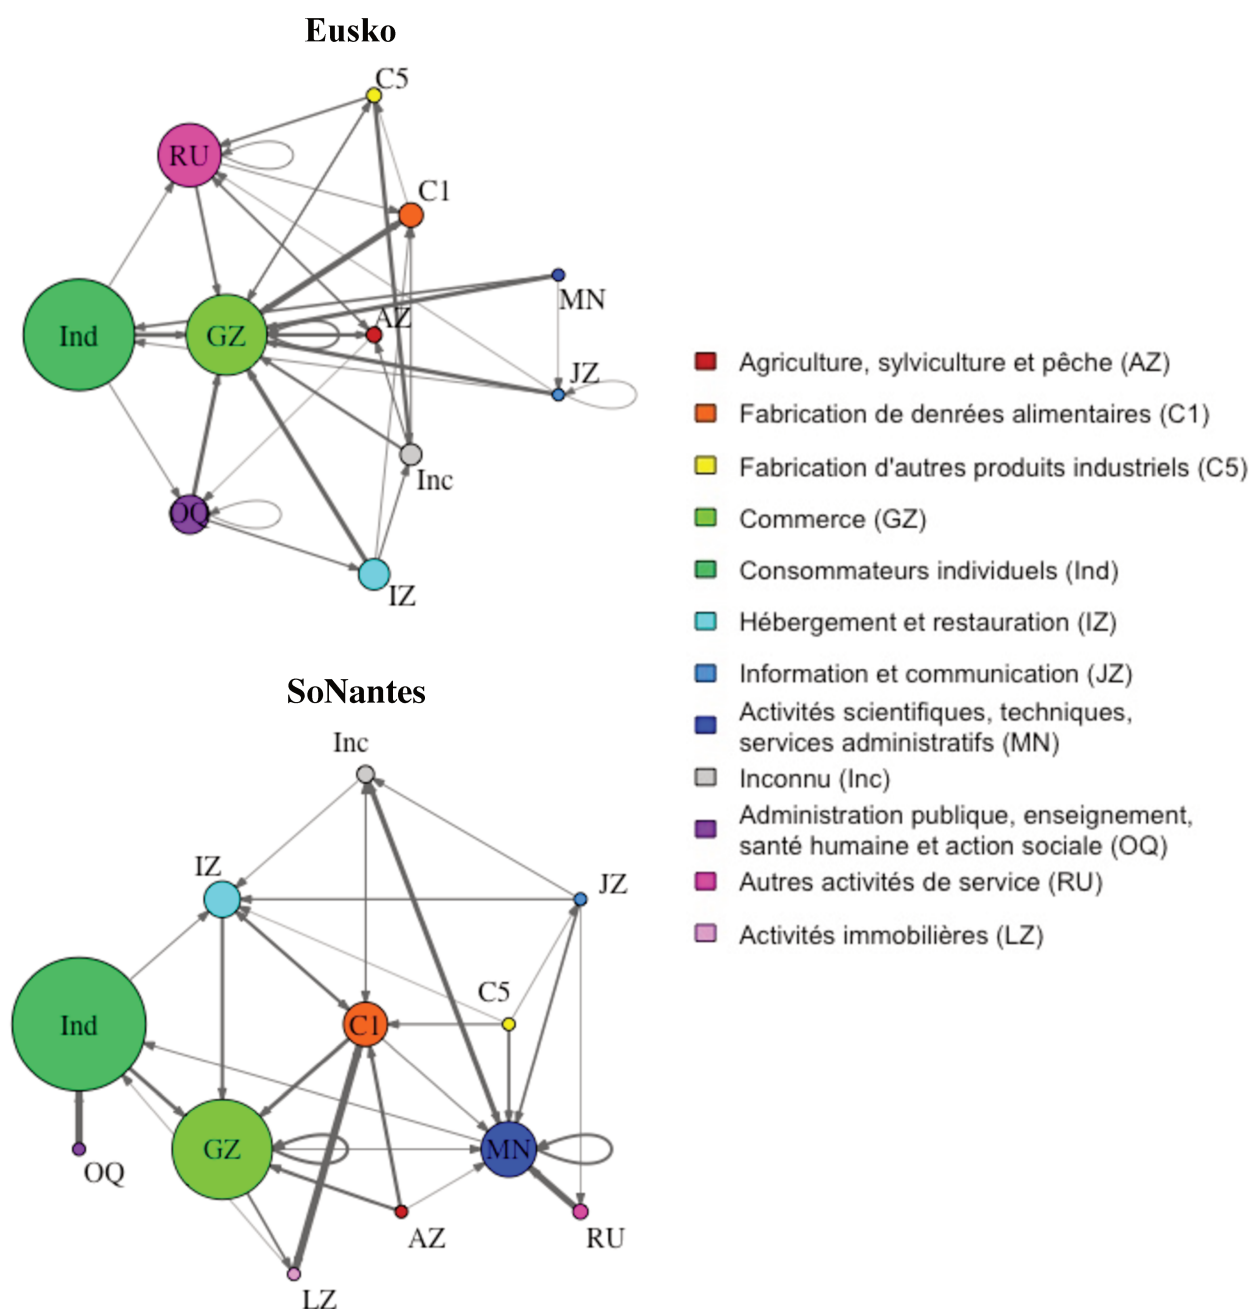 Eusko
C5
RU
C1
MN
Ind
GZ
AZ
JZ
Inc
OQ
IZ
SoNantes
Inc
IZ
JZ
C5
Ind
C1
GZ
MN
OQ
AZ
RU
LZ
Agriculture, sylviculture et pêche (AZ)
Fabrication de denrées alimentaires (C1)
Fabrication d'autres produits industriels (C5)
Commerce (GZ)
Consommateurs individuels (Ind)
Hébergement et restauration (IZ)
Information et communication (JZ)
Activités scientifiques, techniques,
services administratifs (MN)
Inconnu (Inc)
Administration publique, enseignement,
santé humaine et action sociale (OQ)
Autres activités de service (RU)
Activités immobilières (LZ)